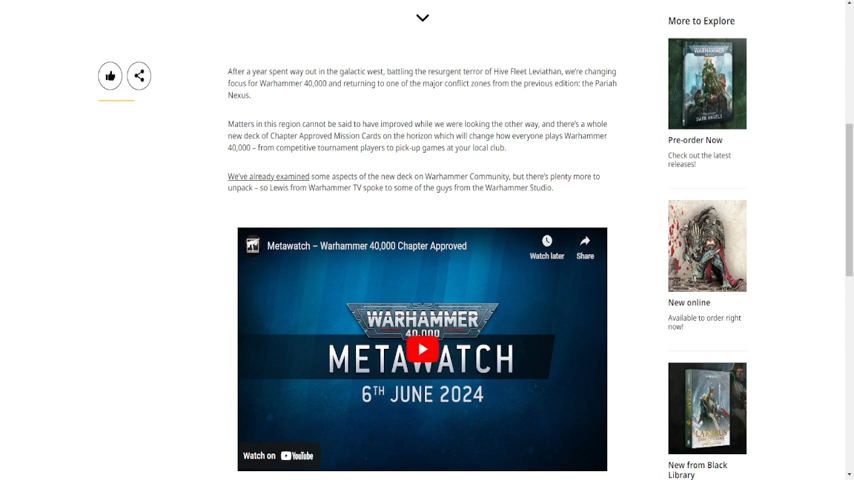 After a year spent way out in the galactic west, battling the resurgent terror of Hive Fleet Leviathan, we're changing
focus for Warhammer 40,000 and returning to one of the major conflict zones from the previous edition: the Pariah
Nexus.
Matters in this region cannot be said to have improved while we were looking the other way, and there's a whole
new deck of Chapter Approved Mission Cards on the horizon which will change how everyone plays Warhammer
40,000 – from competitive tournament players to pick-up games at your local club.
We've already examined some aspects of the new deck on Warhammer Community, but there's plenty more to
unpack – so Lewis from Warhammer TV spoke to some of the guys from the Warhammer Studio.
Metawatch – Warhammer 40,000 Chapter Approved
Watch later
Share
WARHAMMER
40,000
METAWATCH
6TH JUNE 2024
Watch on YouTube
More to Explore
WARHAMMER
DARK ANGELS
Pre-order Now
Check out the latest
releases!
New online
Available to order right
now!
New from Black
Library